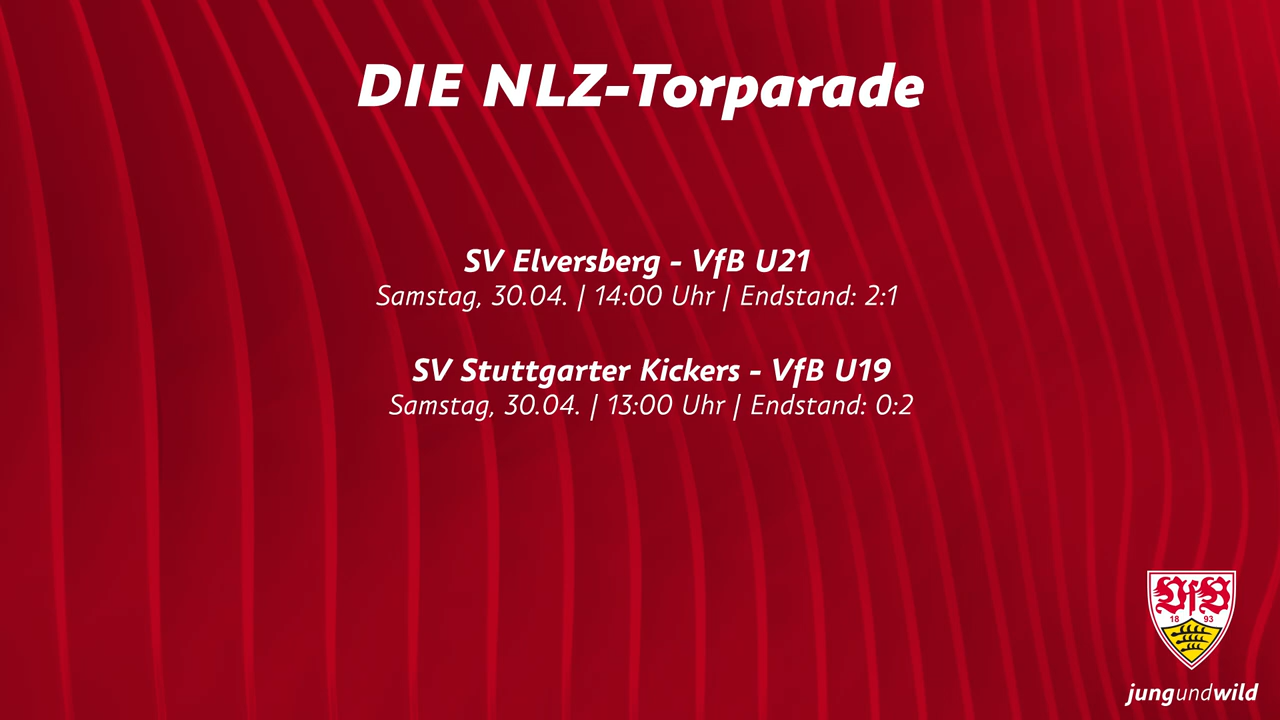 DIE NLZ-Torparade
SV Elversberg - VfB U21
Samstag, 30.04. | 14:00 Uhr | Endstand: 2:1
SV Stuttgarter Kickers - VfB U19
Samstag, 30.04. | 13:00 Uhr | Endstand: 0:2
VfB
18 93
jungundwild